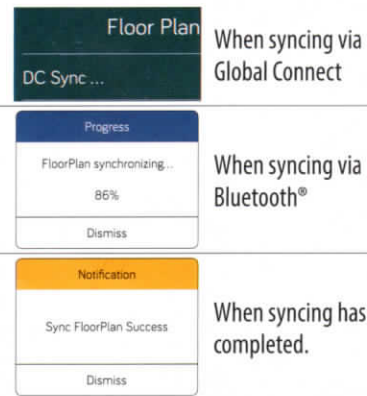 Floor Plan
DC Sync ...
When syncing via
Global Connect
Progress
FloorPlan synchronizing...
86%
Dismiss
When syncing via
Bluetooth®
Notification
Sync FloorPlan Success
Dismiss
When syncing has
completed.